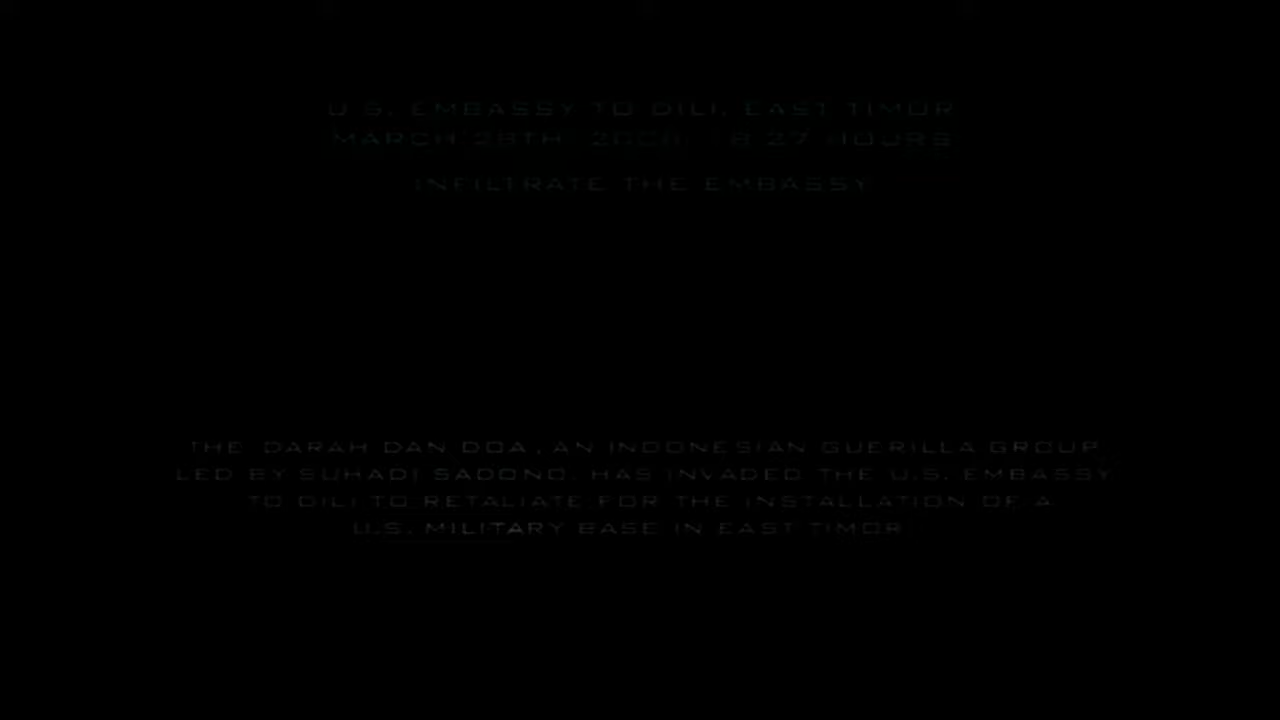 U.S. EMBASSY TO DILI, EAST TIMOR
MARCH 28TH, HOURS
INFILTRATE THE EMBASSY
THE DARAH DAN DOA, AN INDONESIAN GUERILLA GROUP
LED BY SUHADI SADONO, HAS INVADED THE U.S. EMBASSY
TO DILI TO RETALIATE FOR THE INSTALLATION OF A
U.S. MILITARY BASE IN EAST TIMOR